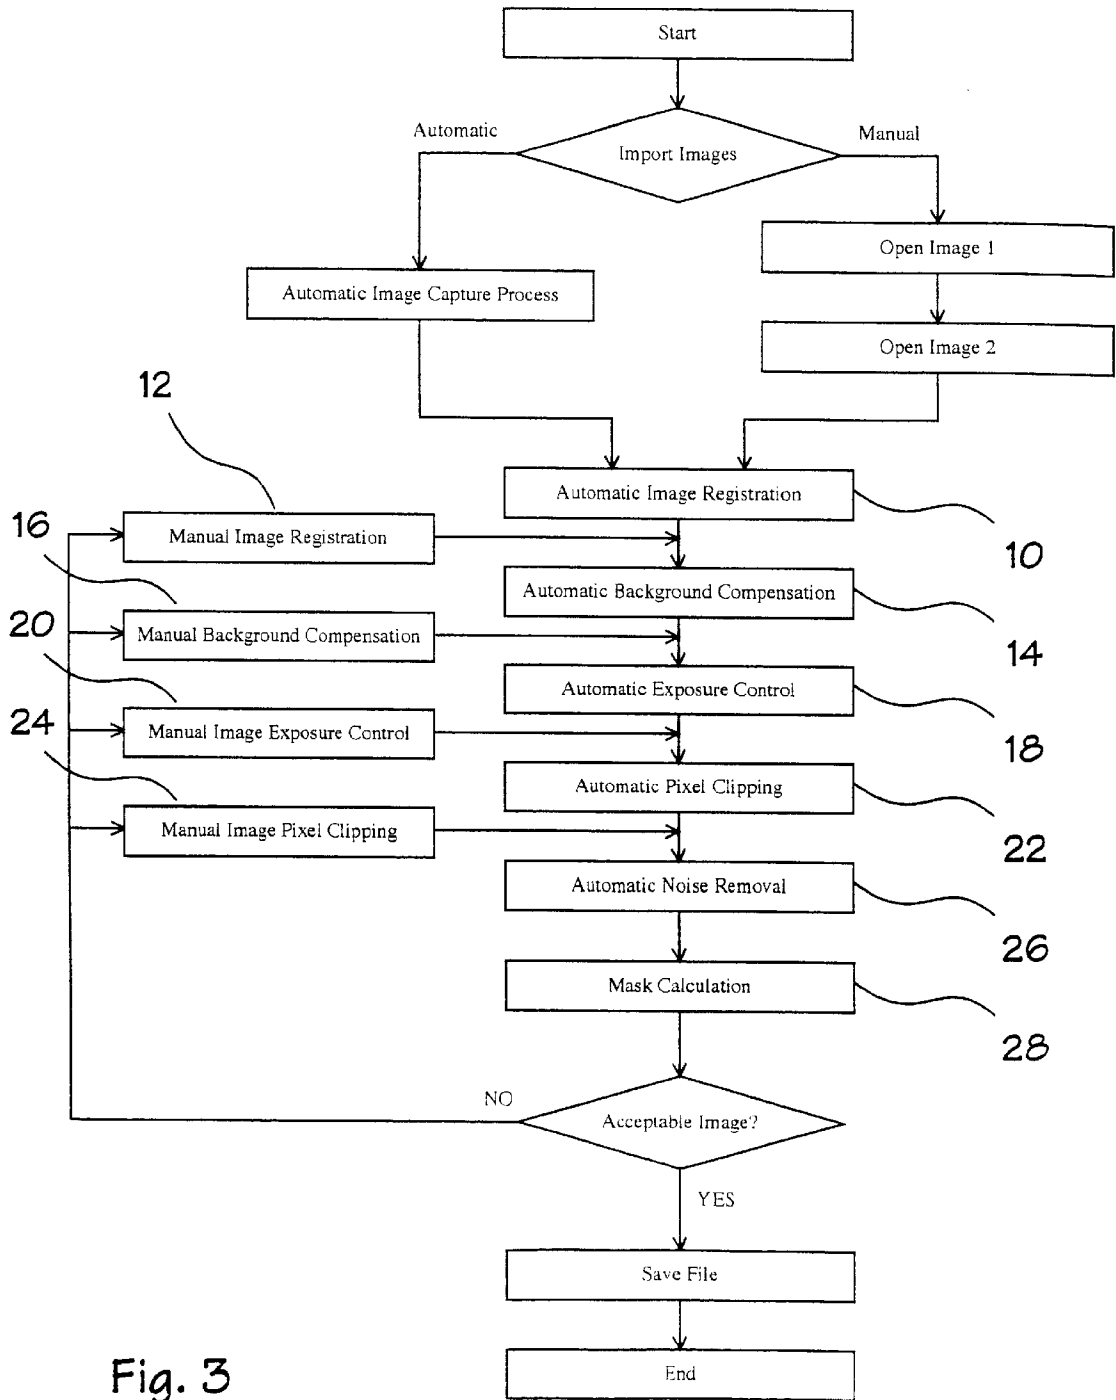 Start
Automatic
Manual
Import Images
Open Image 1
Automatic Image Capture Process
Open Image 2
12
Automatic Image Registration
16
Manual Image Registration
10
Automatic Background Compensation
20
Manual Background Compensation
14
Automatic Exposure Control
24
Manual Image Exposure Control
18
Automatic Pixel Clipping
Manual Image Pixel Clipping
22
Automatic Noise Removal
26
Mask Calculation
28
NO
Acceptable Image?
YES
Save File
End
Fig. 3